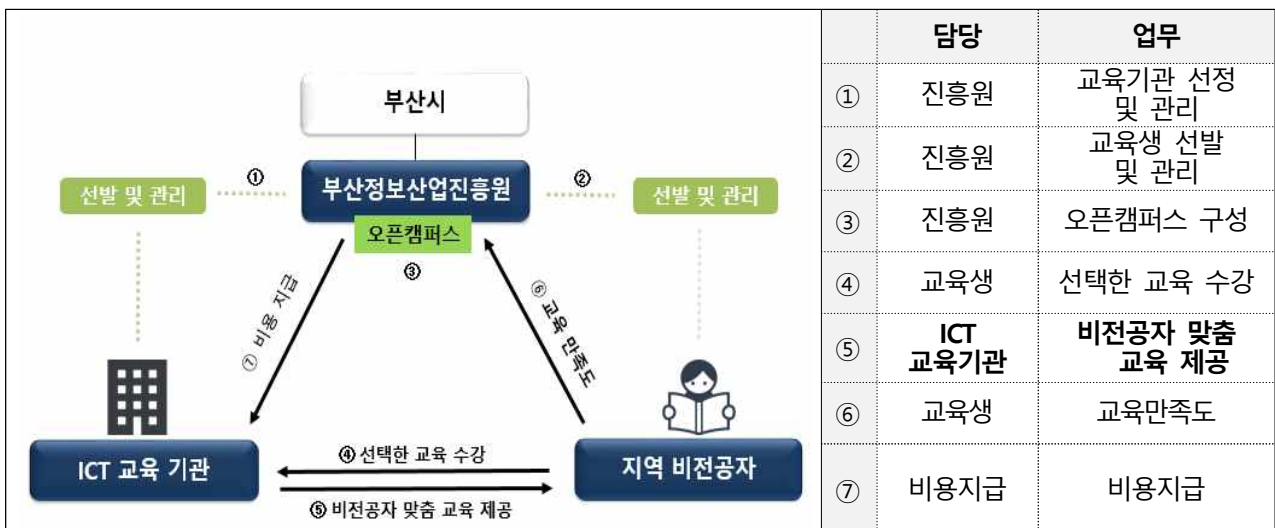 부산시
① ②
선발 및 관리 부산정보산업진흥원 선발 및 관리
오픈캠퍼스
③
⑦ 비용 지급
⑥ 교육 만족도
④ 선택한 교육 수강
ICT 교육 기관 지역 비전공자
⑤ 비전공자 맞춤 교육 제공
담당 업무
① 진흥원 교육기관 선정
및 관리
② 진흥원 교육생 선발
및 관리
③ 진흥원 오픈캠퍼스 구성
④ 교육생 선택한 교육 수강
⑤ ICT
교육기관 비전공자 맞춤
교육 제공
⑥ 교육생 교육만족도
⑦ 비용지급 비용지급